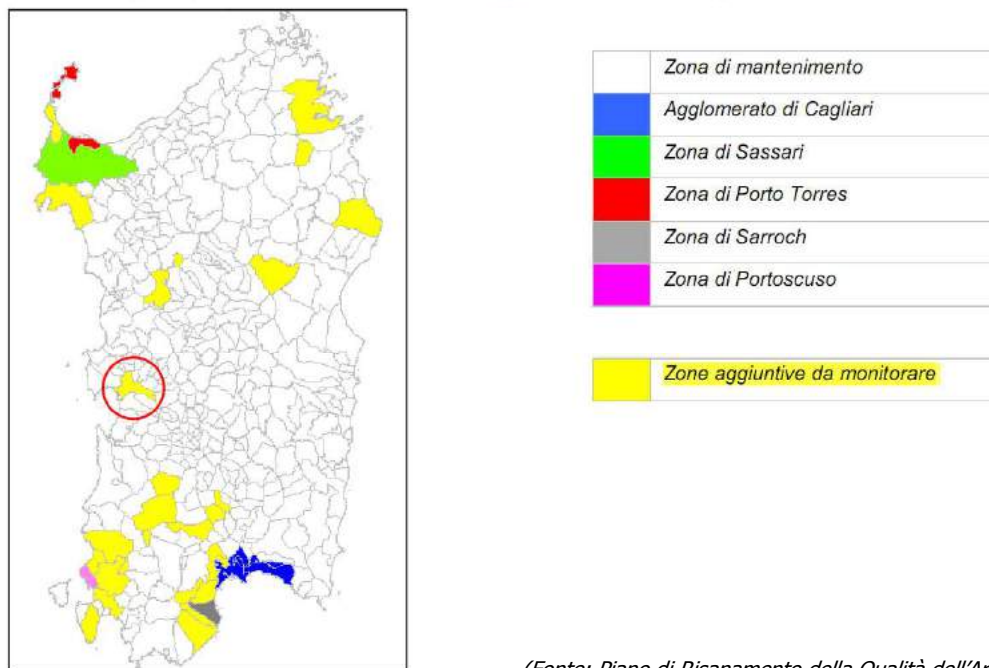 Zona di mantenimento
Agglomerato di Cagliari
Zona di Sassari
Zona di Porto Torres
Zona di Sarroch
Zona di Portoscuso
Zone aggiuntive da monitorare
(Fonte: Piano di Risanamento della Qualità dell'